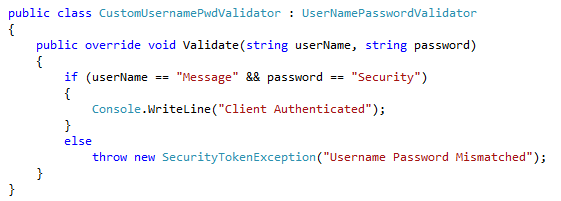 public class CustomUsernamePwdValidator : UserNamePasswordValidator
{
    public override void Validate(string userName, string password)
    {
        if (userName == "Message" && password == "Security")
        {
            Console.WriteLine("Client Authenticated");
        }
        else
            throw new SecurityTokenException("Username Password Mismatched");
    }
}